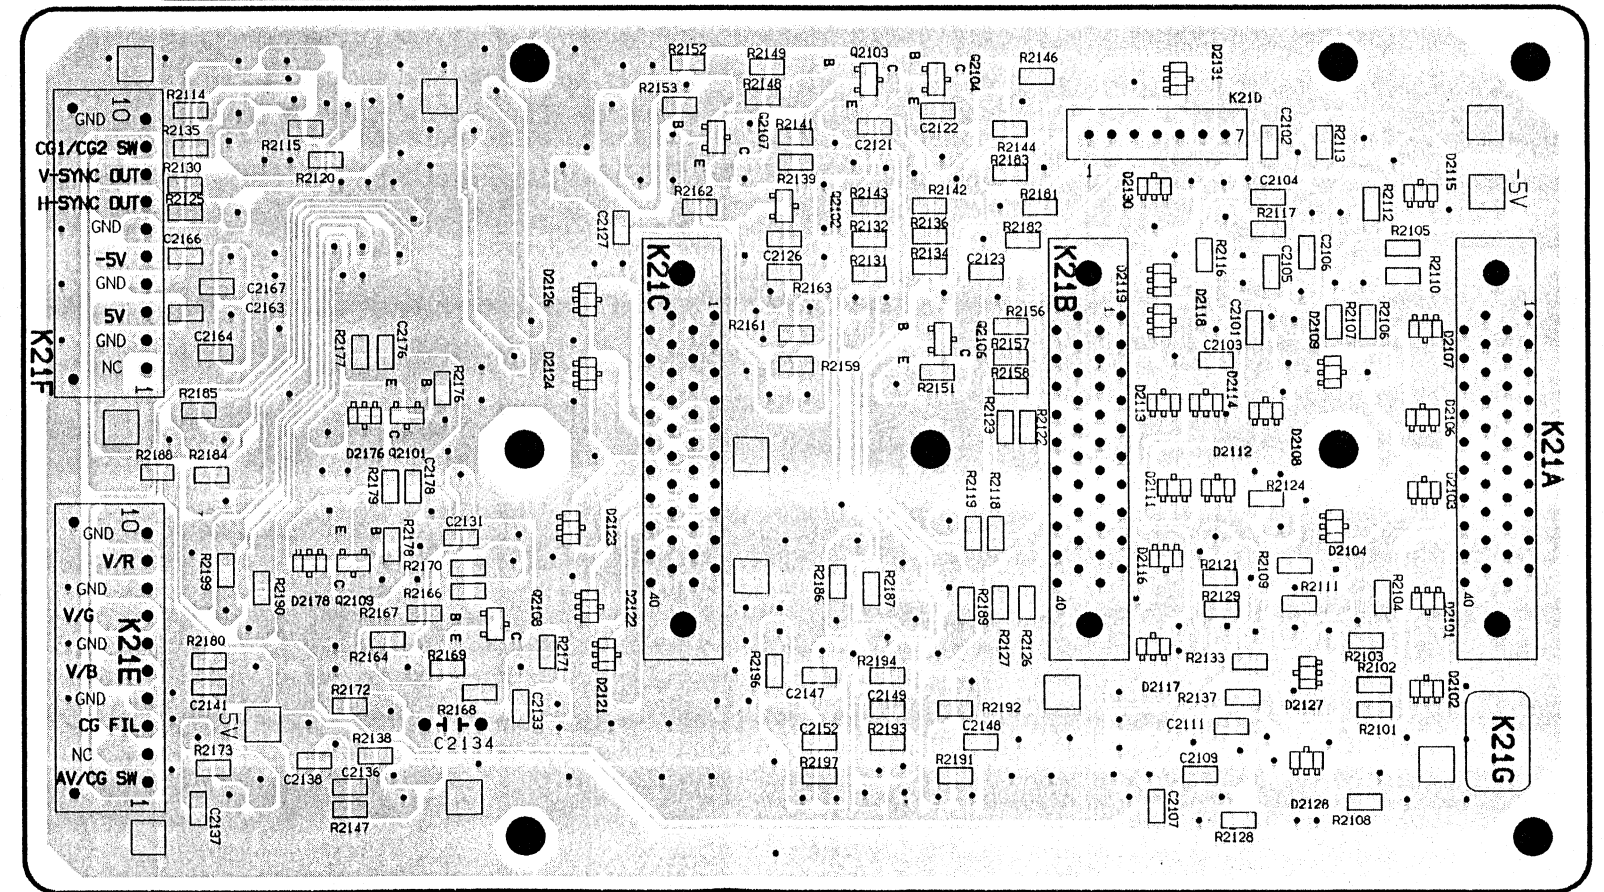 R2152
R2149
Q2103
B
C
E
B
C
E
Q2104
R2146
D2131
K21D
R2114
10
GND
R2135
CG1/CG2 SW
R2115
R2130
V-SYNC OUT
R2120
R2125
H-SYNC OUT
GND
C2166
-5V
GND
C2167
C2163
5V
GND
C2164
NC
1
K21F
R2153
R2148
B
E
C
C2107
R2141
R2139
C2121
C2122
R2144
R2183
7
1
C2102
R2113
D2115
-5V
R2162
C2127
R2143
R2142
R2181
R2132
R2136
R2182
R2131
R2134
C2123
C2126
R2163
D2130
C2104
R2117
R2112
R2105
R2116
C2105
C2106
R2110
K21C
1
K21B
1
D2119
D2118
C2101
C2103
D2109
R2107
R2106
D2107
1
D2126
D2124
R2161
R2159
B
E
C
Q2106
R2156
R2157
R2158
R2151
R2177
C2176
E
B
R2176
C
D2176
Q2101
R2185
R2188
R2184
R2179
C2178
R2123
R2122
D2113
D2114
D2108
D2106
D2112
D2111
R2124
D2103
K21A
R2119
R2118
10
GND
V/R
GND
V/G
GND
V/B
GND
CG FIL
NC
AV/CG SW
1
K21E
E
B
R2178
C2131
R2170
R2199
R2190
D2178
C
Q2109
R2166
R2167
R2164
B
E
C
Q2108
D2123
D2122
R2171
R2169
D2121
R2180
C2141
5V
R2172
R2168
C2134
C2133
R2173
R2138
C2138
C2136
R2147
C2137
40
R2186
R2187
R2189
R2127
R2126
40
D2116
R2121
R2129
R2109
R2111
D2104
R2104
D2101
40
R2196
R2194
C2147
C2149
R2192
C2152
R2193
C2148
R2197
R2191
R2133
R2103
R2102
D2117
R2137
D2127
D2102
C2111
R2101
K21G
C2109
C2107
R2128
D2128
R2108